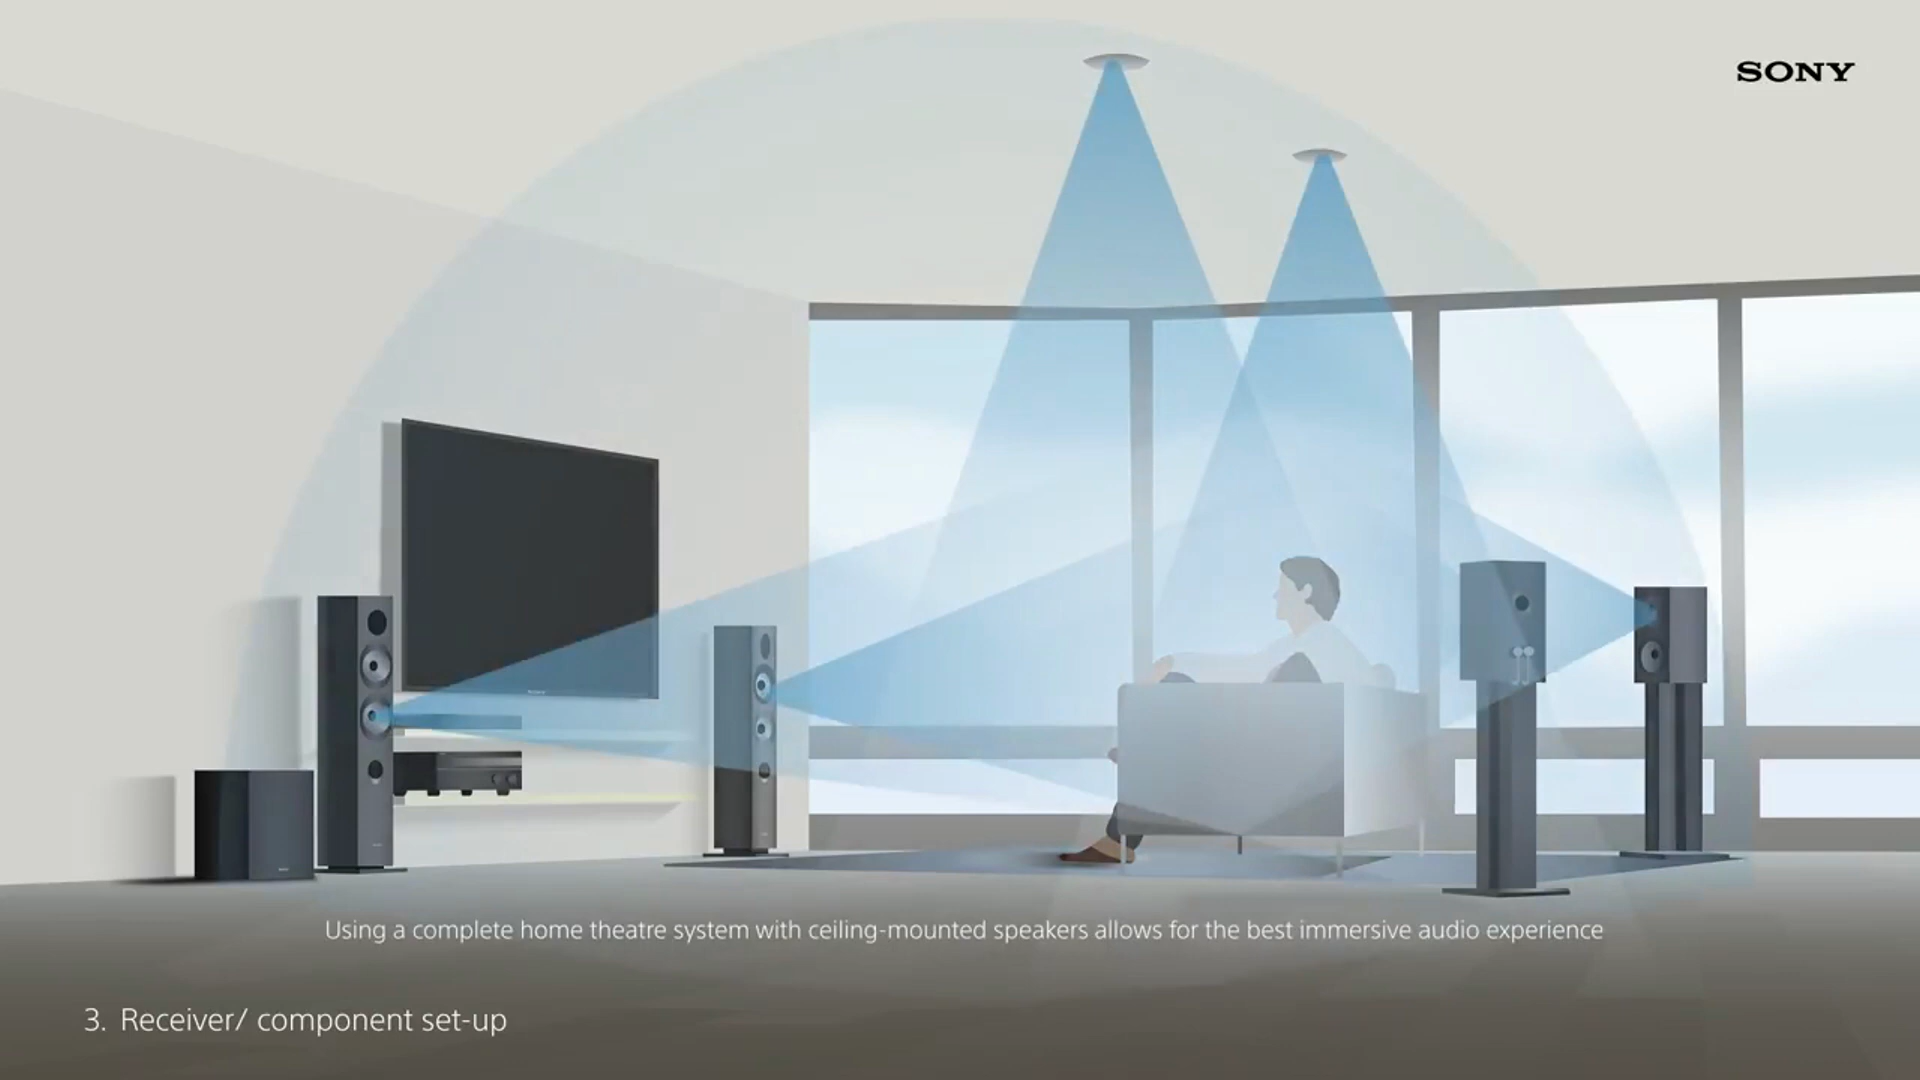 SONY
Using a complete home theatre system with ceiling-mounted speakers allows for the best immersive audio experience
3. Receiver/ component set-up